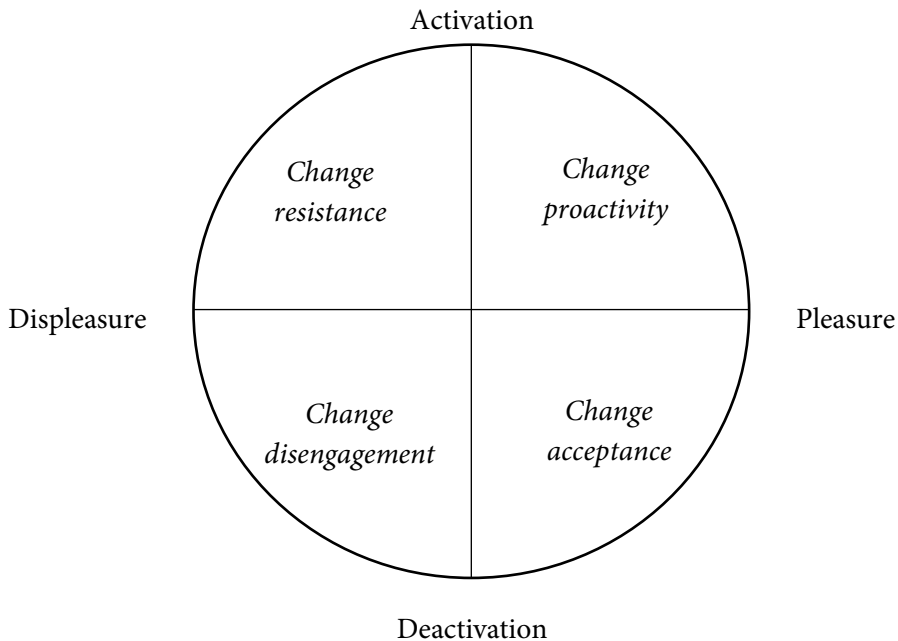 Activation
Change
resistance
Change
proactivity
Displeasure
Pleasure
Change
disengagement
Change
acceptance
Deactivation